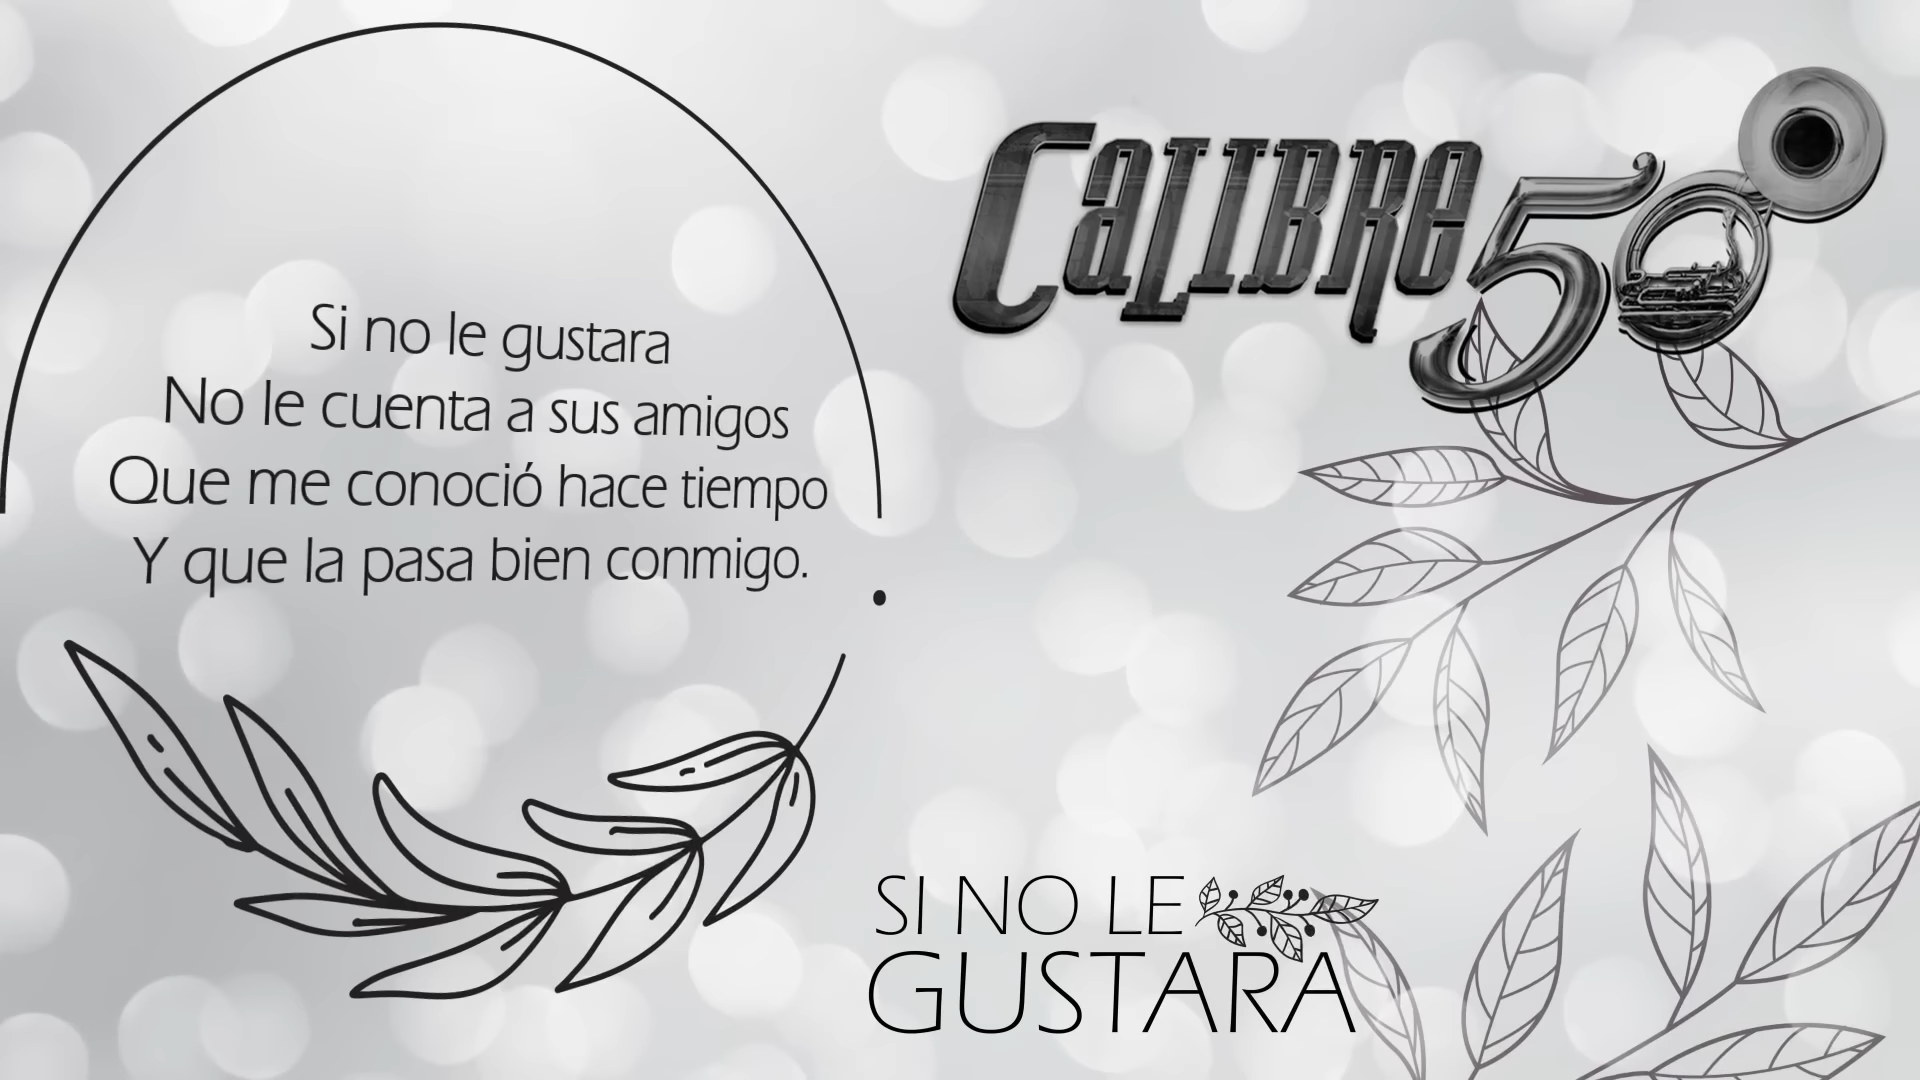 Si no le gustara
No le cuenta a sus amigos
Que me conoció hace tiempo
Y que la pasa bien conmigo.
CALIBRE 50
SI NO LE
GUSTARA